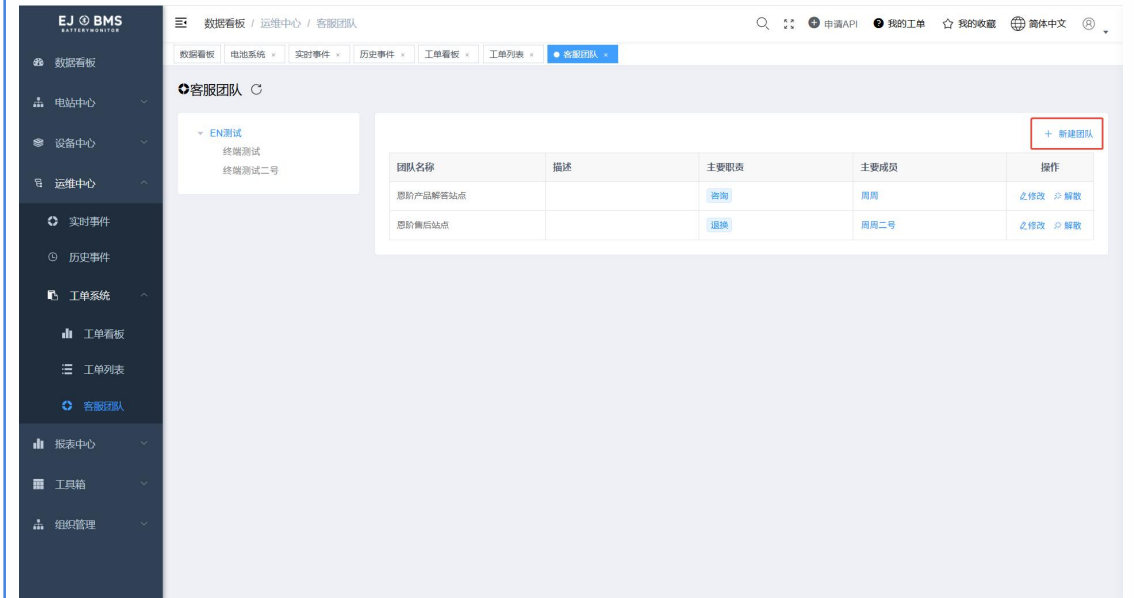 EJ BMS
BATTERYMONITOR
数据看板
电站中心
设备中心
运维中心
实时事件
历史事件
工单系统
工单看板
工单列表
客服团队
报表中心
工具箱
组织管理
数据看板 / 运维中心 / 客服团队
申请API 我的工单 我的收藏 简体中文
数据看板 电池系统 × 实时事件 × 历史事件 × 工单看板 × 工单列表 × 客服团队 ×
客服团队
EN测试
终端测试
终端测试二号
+ 新建团队
团队名称 描述 主要职责 主要成员 操作
恩阶产品解答站点 咨询 周周 修改 解散
恩阶售后站点 退换 周周二号 修改 解散